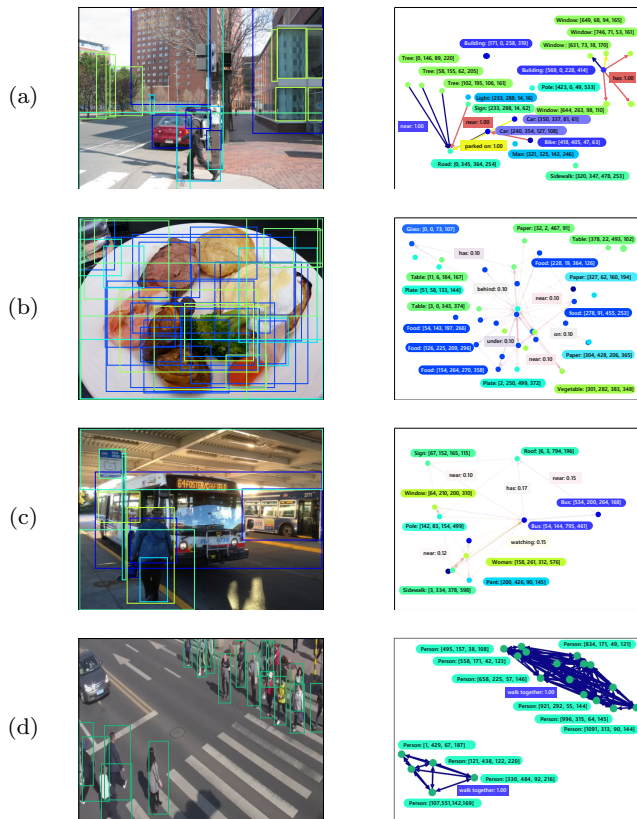 (a)
Window: [649, 68, 94, 165]
Window: [746, 71, 53, 161]
Building: [171, 0, 258, 319]
Window : [631, 73, 18, 170]
Tree: [0, 146, 89, 220]
Tree: [58, 155, 62, 205]
Building: [569, 0, 228, 414]
has: 1.00
Tree: [102, 195, 106, 161]
Pole: [423, 0, 49, 533]
Light: [233, 288, 14, 16]
Sign: [233, 288, 14, 62]
Window: [644, 263, 98, 110]
near: 1.00
near: 1.00
Car: [350, 337, 81, 61]
Car: [240, 354, 127, 108]
parked on: 1.00
Bike: [418, 405, 47, 63]
Man: [321, 325, 142, 246]
Road: [0, 345, 364, 254]
Sidewalk: [320, 347, 478, 253]
(b)
Glass: [0, 0, 73, 107]
Paper: [32, 2, 467, 91]
Table: [378, 22, 493, 102]
has: 0.10
Food: [228, 19, 364, 126]
Table: [11, 6, 184, 167]
Paper: [327, 62, 160, 194]
Plate: [51, 58, 133, 144]
behind: 0.10
near: 0.10
Table: [3, 0, 343, 374]
food: [278, 91, 455, 253]
Food: [54, 143, 197, 266]
on: 0.10
under: 0.10
Food: [126, 225, 209, 296]
near: 0.10
Paper: [304, 428, 206, 365]
Food: [154, 264, 270, 358]
Plate: [2, 250, 499, 372]
Vegetable: [301, 282, 383, 348]
(c)
64
Sign: [67, 152, 165, 115]
Roof: [6, 3, 794, 196]
near: 0.10
near: 0.15
has: 0.17
Window: [64, 210, 200, 310]
Bus: [534, 200, 264, 168]
Pole: [142, 83, 154, 499]
Bus: [54, 144, 795, 461]
watching: 0.15
near: 0.12
Woman: [158, 261, 312, 576]
Pant: [200, 426, 90, 145]
Sidewalk: [3, 334, 378, 598]
(d)
Person: [495, 157, 38, 108]
Person: [834, 171, 49, 121]
Person: [558, 171, 42, 123]
Person: [658, 225, 57, 146]
walk together: 1.00
Person: [921, 292, 55, 144]
Person: [996, 315, 64, 145]
Person: [1091, 313, 90, 144]
Person: [1, 429, 67, 187]
Person: [121, 438, 122, 220]
Person: [330, 484, 92, 216]
walk together: 1.00
Person: [107,551,142,169]